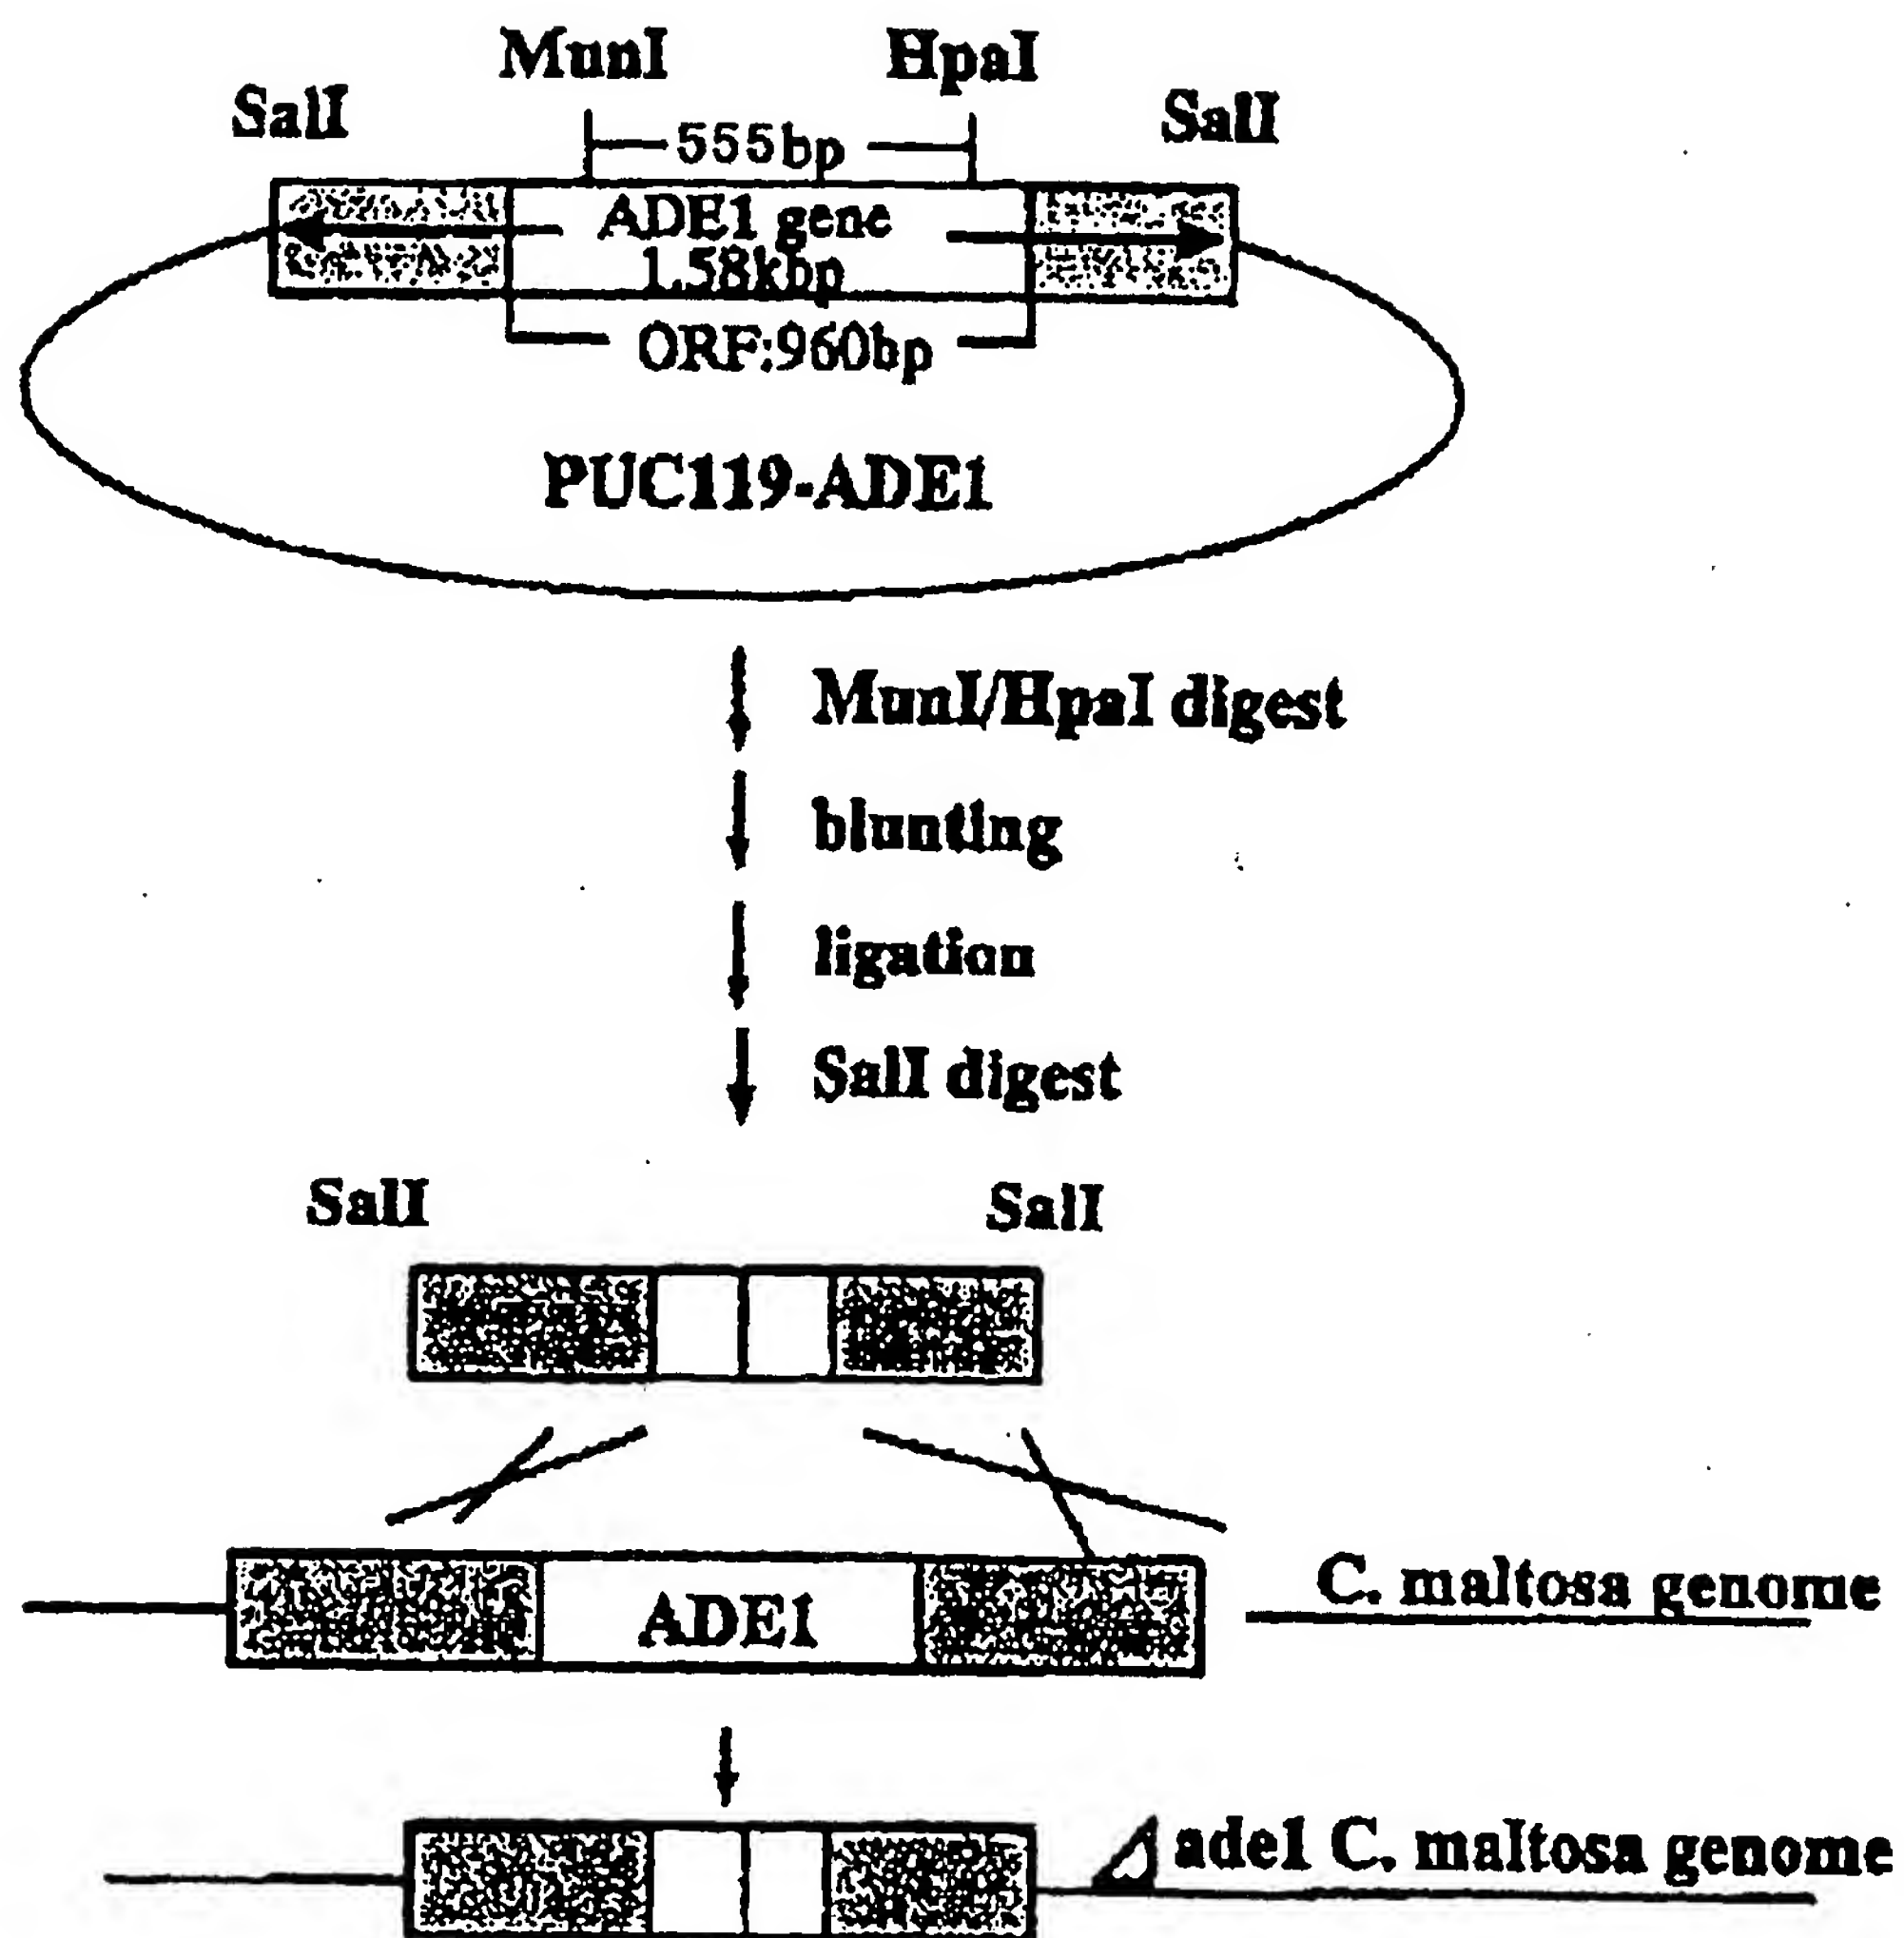 MunI
HpaI
SalI
SalI
555bp
ADE1 gene
1.58kbp
ORF:960bp
PUC119-ADE1
MunI/HpaI digest
blunting
ligation
SalI digest
SalI
SalI
C. maltosa genome
ADE1
Δ ade1 C. maltosa genome